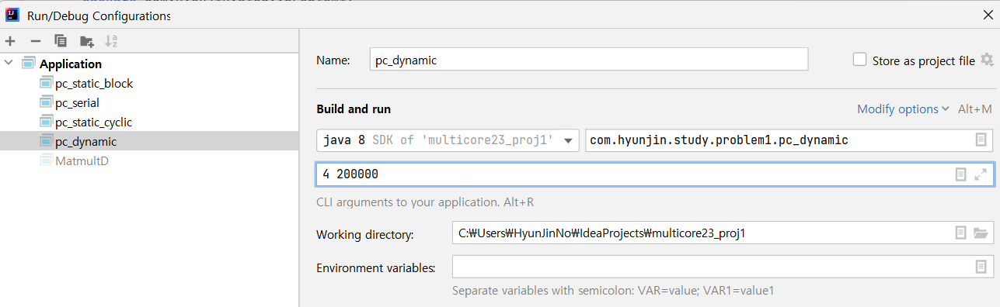 Run/Debug Configurations
Name: pc_dynamic Store as project file
Application
pc_static_block
pc_serial
pc_static_cyclic
pc_dynamic
MatmultD
Build and run Modify options Alt+M
java 8 SDK of 'multicore23_proj1' com.hyunjin.study.problem1.pc_dynamic
4 200000
CLI arguments to your application. Alt+R
Working directory: C:₩Users₩HyunJinNo₩IdeaProjects₩multicore23_proj1
Environment variables:
Separate variables with semicolon: VAR=value; VAR1=value1